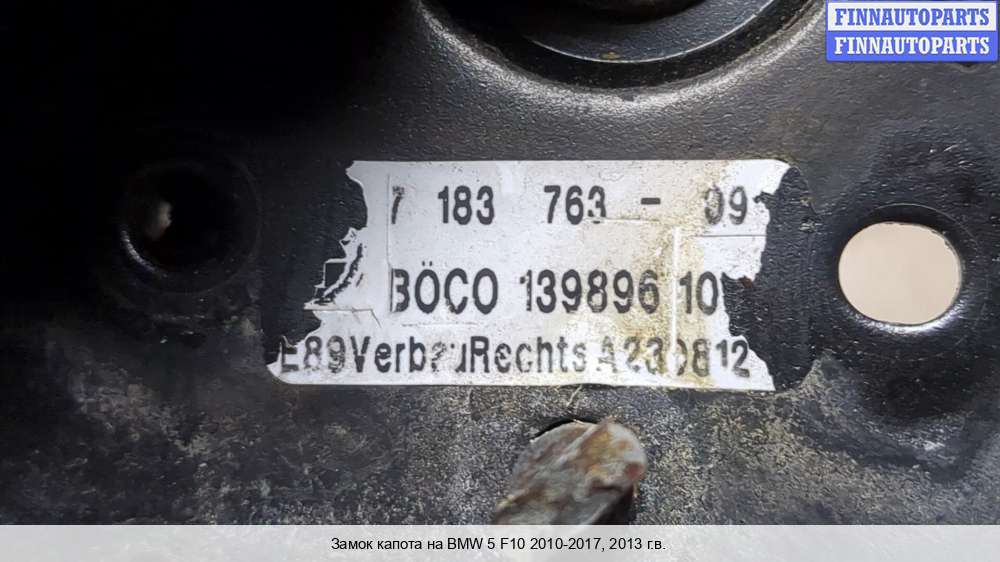 FINNAUTOPARTS
FINNAUTOPARTS
7 183 763 - 09
BÖCO 139896 10
E89VerbauRechts A230812
Замок капота на BMW 5 F10 2010-2017, 2013 г.в.